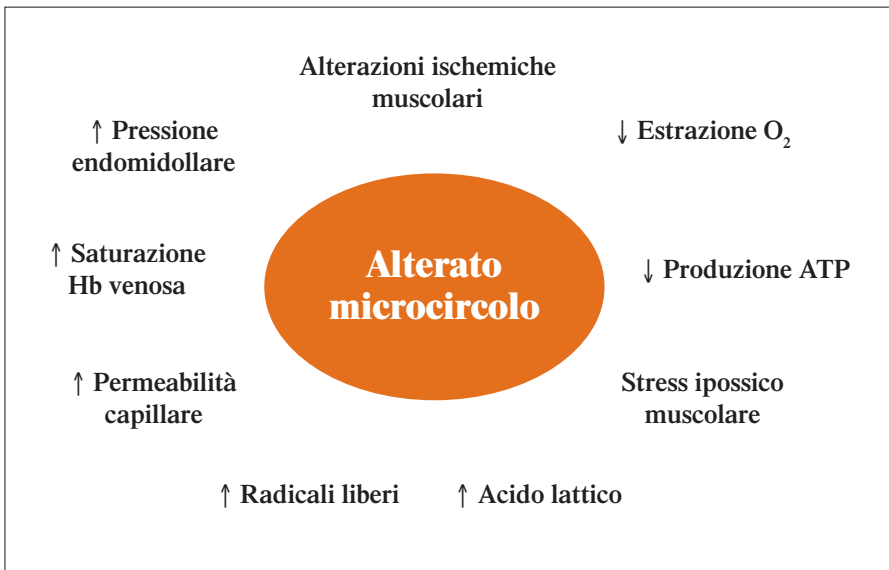 Alterazioni ischemiche
muscolari
↑ Pressione
endomidollare
↓ Estrazione O₂
↑ Saturazione
Hb venosa
Alterato
microcircolo
↓ Produzione ATP
↑ Permeabilità
capillare
Stress ipossico
muscolare
↑ Radicali liberi
↑ Acido lattico